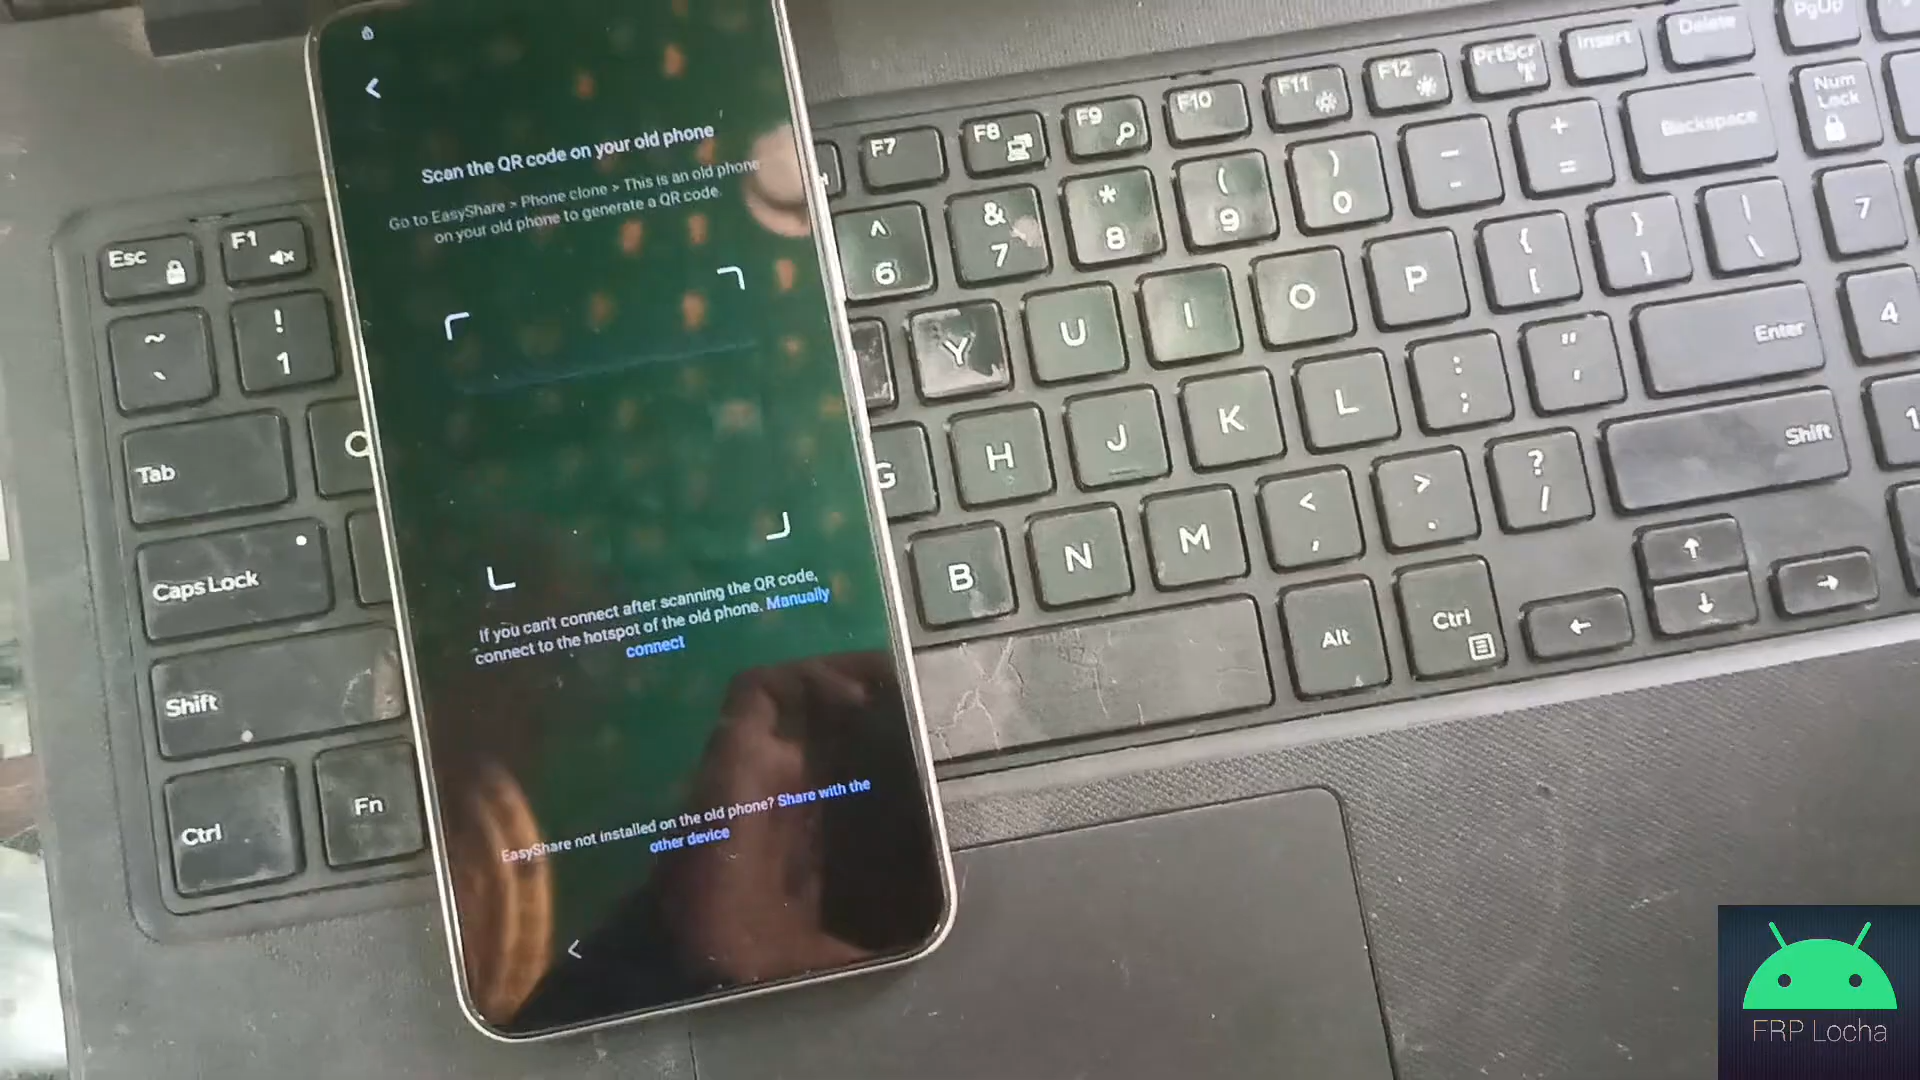 Scan the QR code on your old phone
Go to EasyShare > Phone clone > This is an old phone
on your old phone to generate a QR code.
If you can't connect after scanning the QR code,
connect to the hotspot of the old phone. Manually
connect
EasyShare not installed on the old phone? Share with the
other device
Esc F1 F7 F8 F9 F10 F11 F12 PrtScr Insert Delete PgUp
~ ` ! 1 ^ 6 & 7 * 8 ( 9 ) 0 _ - + = Backspace Num Lock
Tab Y U I O P { [ } ] | \ 7
Caps Lock G H J K L : ; " ' Enter 4
Shift B N M < , > . ? / Shift 1
Ctrl Fn Alt Ctrl
FRP Locha